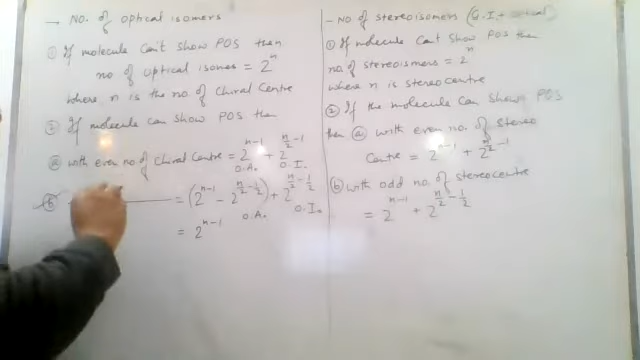 → No. of optical isomers
① If molecule can't show POS then
no of optical isomes = 2^n
where n is the no. of chiral centre
② If molecule can show POS then
ⓐ with even no. of chiral centre = 2^(n-1) + 2^(n/2 -1)
O.A. O.I.
ⓑ = (2^(n-1) - 2^(n/2 - 1/2)) + 2^(n/2 - 1/2)
O.A. O.I.
= 2^(n-1)
- No of stereoisomers (G.I. + optical)
① If molecule can't show POS then
no. of stereoismers = 2^n
where n is stereocentre
② If the molecule can show POS
then ⓐ with even no. of stereo
centre = 2^(n-1) + 2^(n/2 -1)
ⓑ with odd no. of stereocentre
= 2^(n-1) + 2^(n/2 - 1/2)